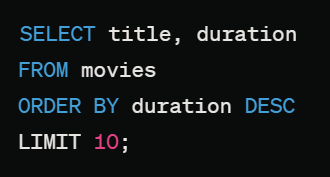 SELECT title, duration
FROM movies
ORDER BY duration DESC
LIMIT 10;